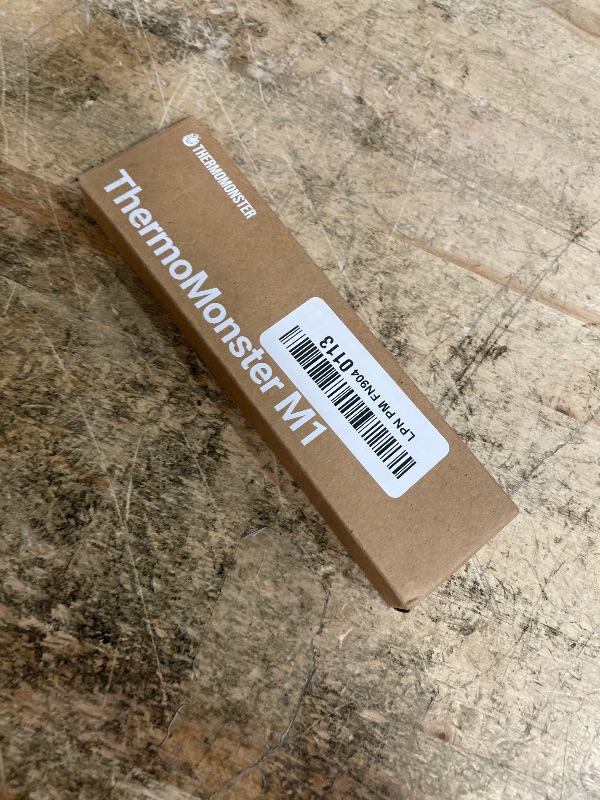 THERMOMONSTER
ThermoMonster M1
LPN PM FN904 0113